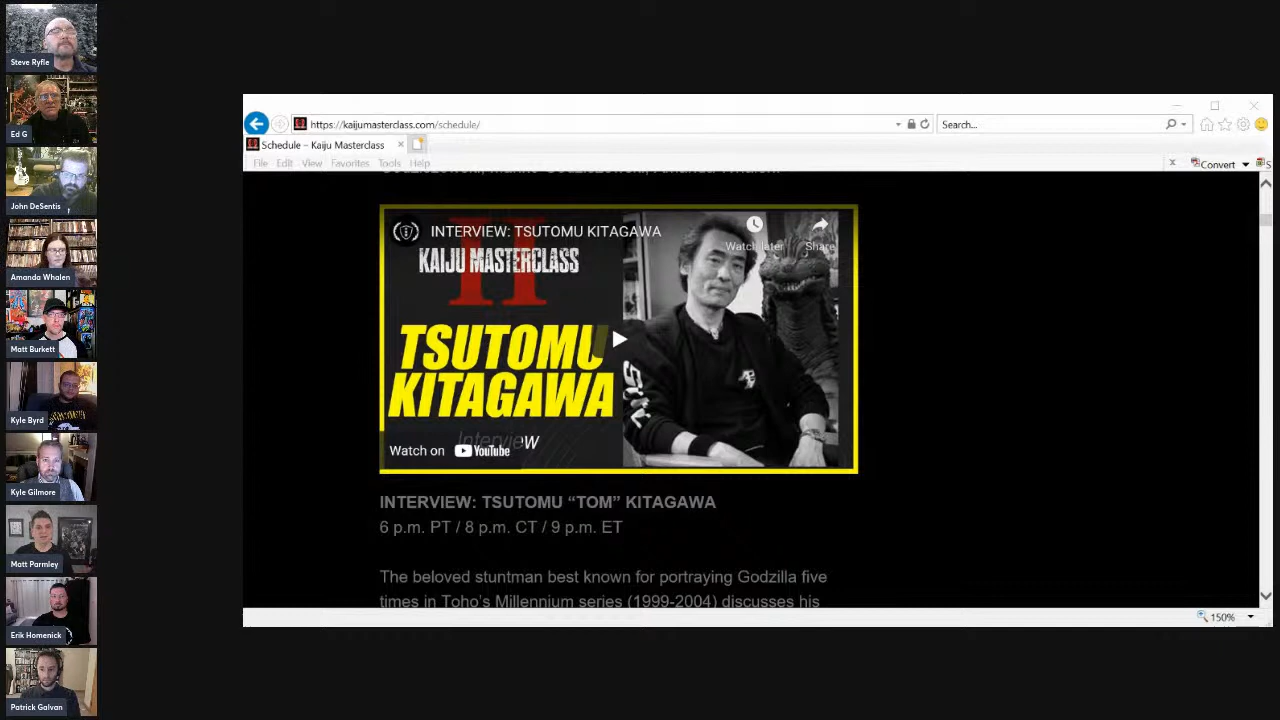 Steve Ryfle
Ed G
John DeSentis
Amanda Whalen
Matt Burkett
Kyle Byrd
Kyle Gilmore
Matt Parmley
Erik Homenick
Patrick Galvan
https://kaijumasterclass.com/schedule/
Search...
Schedule – Kaiju Masterclass
File Edit View Favorites Tools Help
x Convert
INTERVIEW: TSUTOMU KITAGAWA
Watch later Share
II
KAIJU MASTERCLASS
TSUTOMU
KITAGAWA
Interview
Watch on YouTube
INTERVIEW: TSUTOMU “TOM” KITAGAWA
6 p.m. PT / 8 p.m. CT / 9 p.m. ET
The beloved stuntman best known for portraying Godzilla five
times in Toho's Millennium series (1999-2004) discusses his
150%